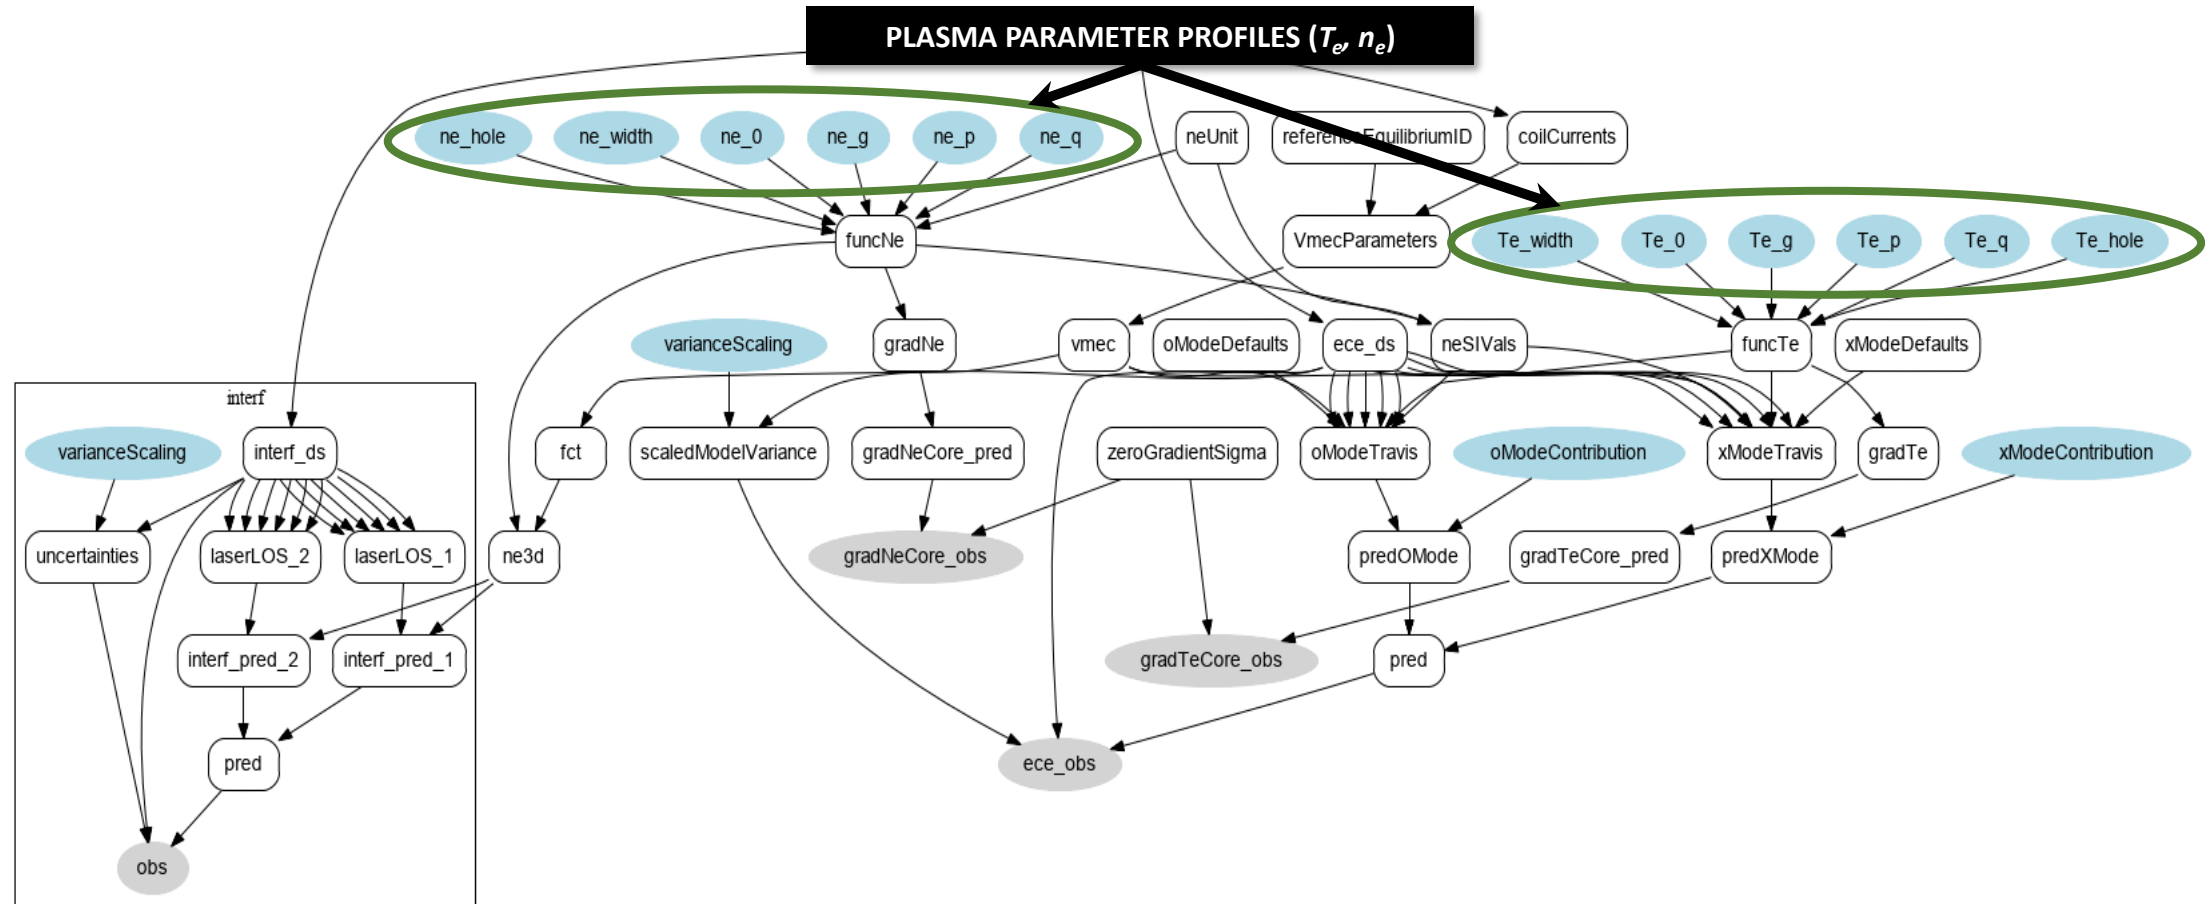 PLASMA PARAMETER PROFILES (Te, ne)
ne_hole
ne_width
ne_0
ne_g
ne_p
ne_q
neUnit
referenceEquilibriumID
coilCurrents
funcNe
VmecParameters
Te_width
Te_0
Te_g
Te_p
Te_q
Te_hole
varianceScaling
gradNe
vmec
oModeDefaults
ece_ds
neSIVals
funcTe
xModeDefaults
interf
varianceScaling
interf_ds
fct
scaledModelVariance
gradNeCore_pred
zeroGradientSigma
oModeTravis
oModeContribution
xModeTravis
gradTe
xModeContribution
uncertainties
laserLOS_2
laserLOS_1
ne3d
gradNeCore_obs
predOMode
gradTeCore_pred
predXMode
interf_pred_2
interf_pred_1
gradTeCore_obs
pred
pred
ece_obs
obs